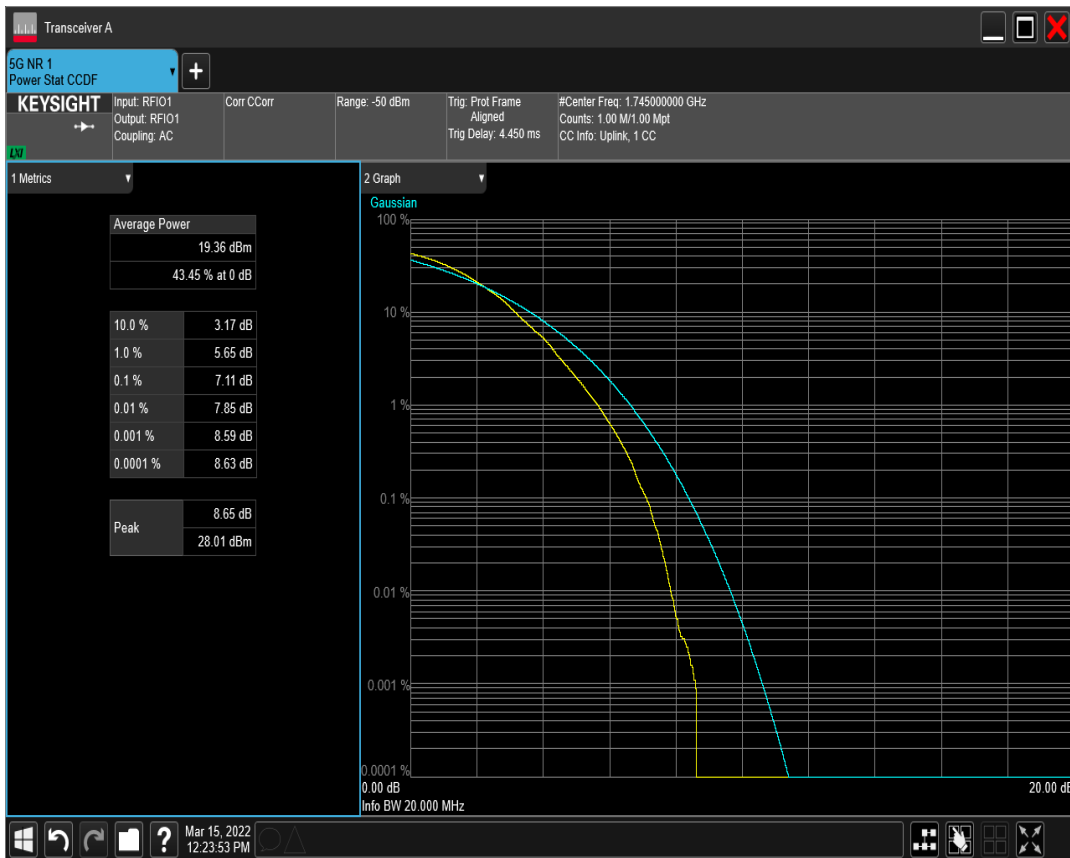 Transceiver A
5G NR 1
Power Stat CCDF
KEYSIGHT
LXI
Input: RFIO1
Output: RFIO1
Coupling: AC
Corr CCorr
Range: -50 dBm
Trig: Prot Frame
Aligned
Trig Delay: 4.450 ms
#Center Freq: 1.745000000 GHz
Counts: 1.00 M/1.00 Mpt
CC Info: Uplink, 1 CC
1 Metrics
Average Power
19.36 dBm
43.45 % at 0 dB
10.0 % 3.17 dB
1.0 % 5.65 dB
0.1 % 7.11 dB
0.01 % 7.85 dB
0.001 % 8.59 dB
0.0001 % 8.63 dB
Peak
8.65 dB
28.01 dBm
2 Graph
Gaussian
100 %
10 %
1 %
0.1 %
0.01 %
0.001 %
0.0001 %
0.00 dB 20.00 dB
Info BW 20.000 MHz
Mar 15, 2022
12:23:53 PM